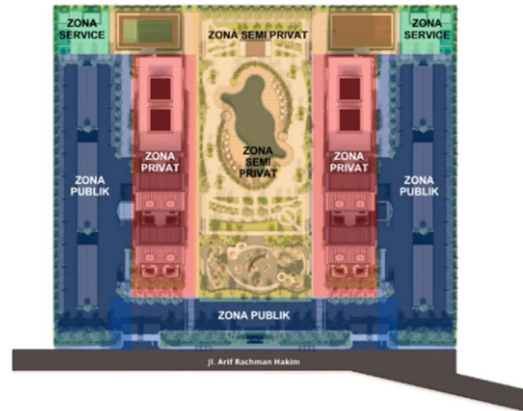 ZONA
SERVICE
ZONA SEMI PRIVAT
ZONA
SERVICE
ZONA
PUBLIK
ZONA
PRIVAT
ZONA
SEMI
PRIVAT
ZONA
PRIVAT
ZONA
PUBLIK
ZONA PUBLIK
jl. Arif Rachman Hakim